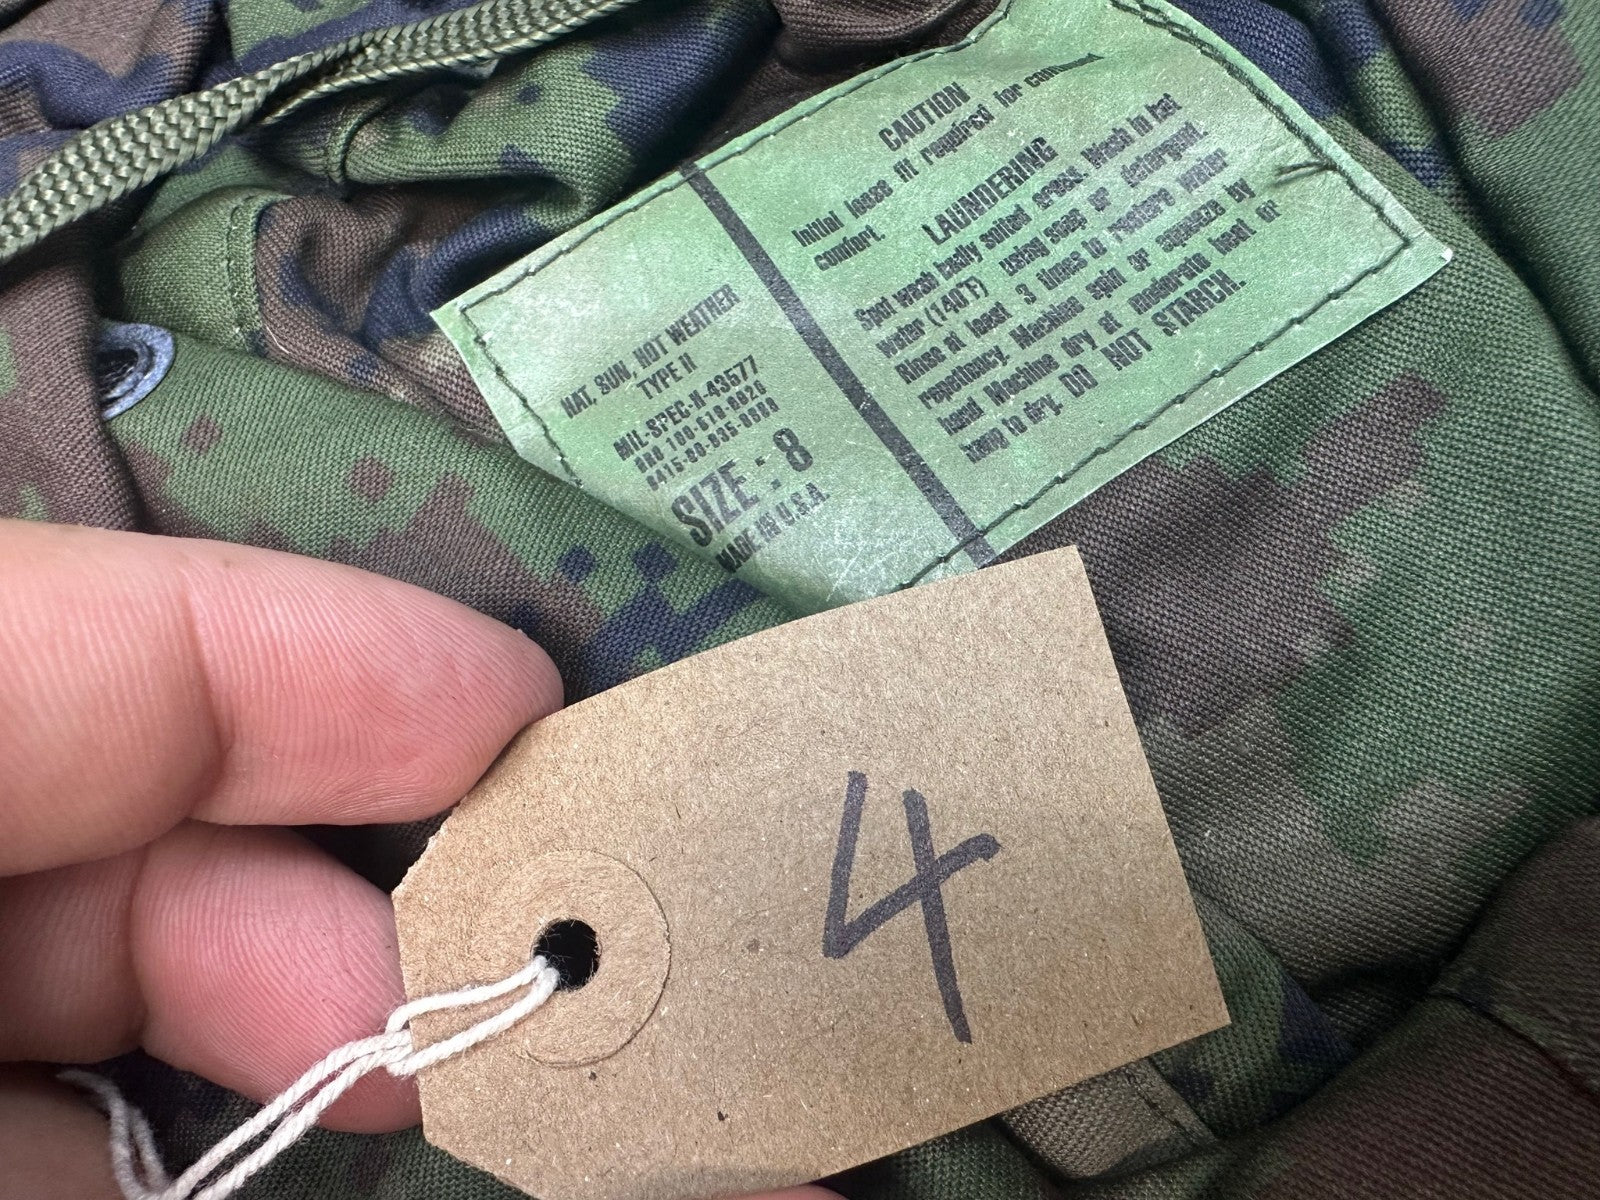 HAT, SUN, HOT WEATHER
TYPE II
MIL-SPEC-H-43577
SIZE : 8
MADE IN U.S.A.
CAUTION
Initial loose fit required for continued
comfort.
LAUNDERING
Spot wash badly soiled areas. Wash in hot
water (140°F) using soap or detergent.
Rinse at least 3 times to restore water
repellency. Machine spin or squeeze by
hand Machine dry at moderate heat or
hang to dry. DO NOT STARCH.
4